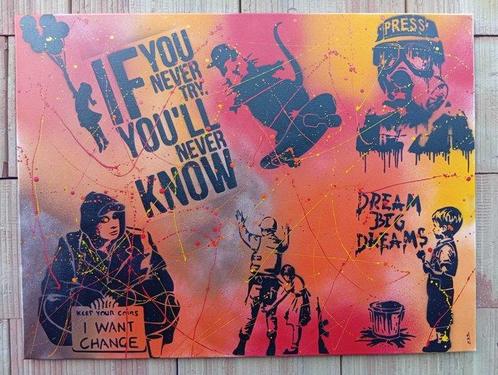 IF YOU
NEVER
TRY,
YOU'LL
NEVER
KNOW
PRESS
DREAM
BIG
DREAMS
KEEP YOUR COINS
I WANT
CHANGE